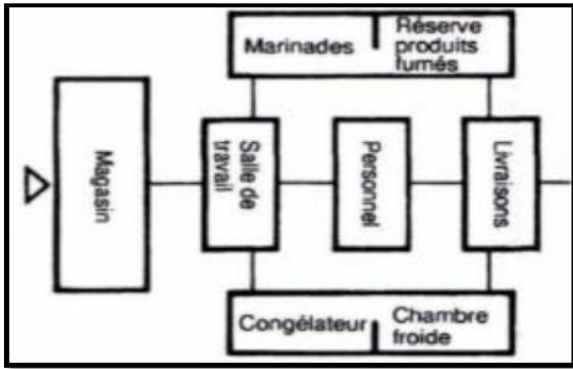 Marinades
Réserve
produits
fumés
Magasin
Salle de
travail
Personnel
Livraisons
Congélateur
Chambre
froide